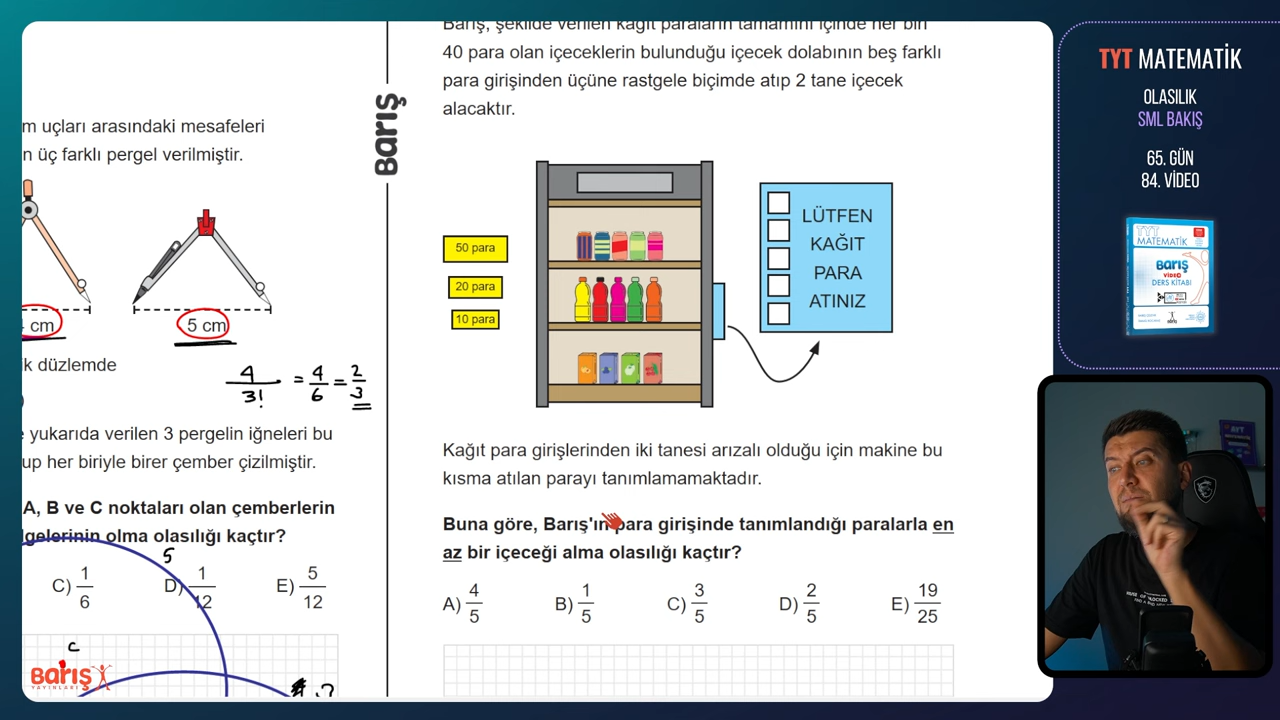 m uçları arasındaki mesafeleri
n üç farklı pergel verilmiştir.
cm
5 cm
ik düzlemde
4/3! = 4/6 = 2/3
e yukarıda verilen 3 pergelin iğneleri bu
up her biriyle birer çember çizilmiştir.
A, B ve C noktaları olan çemberlerin
gelerinin olma olasılığı kaçtır?
5
C) 1/6 D) 1/12 E) 5/12
C
Barış
YAYINLARI
Barış
Barış, şekilde verilen kağıt paraların tamamını içinde her biri
40 para olan içeceklerin bulunduğu içecek dolabının beş farklı
para girişinden üçüne rastgele biçimde atıp 2 tane içecek
alacaktır.
50 para
20 para
10 para
LÜTFEN
KAĞIT
PARA
ATINIZ
Kağıt para girişlerinden iki tanesi arızalı olduğu için makine bu
kısma atılan parayı tanımlamamaktadır.
Buna göre, Barış'ın para girişinde tanımlandığı paralarla en
az bir içeceği alma olasılığı kaçtır?
A) 4/5 B) 1/5 C) 3/5 D) 2/5 E) 19/25
TYT MATEMATİK
OLASILIK
SML BAKIŞ
65. GÜN
84. VİDEO
TYT
MATEMATİK
Barış
VİDEO
DERS KİTABI